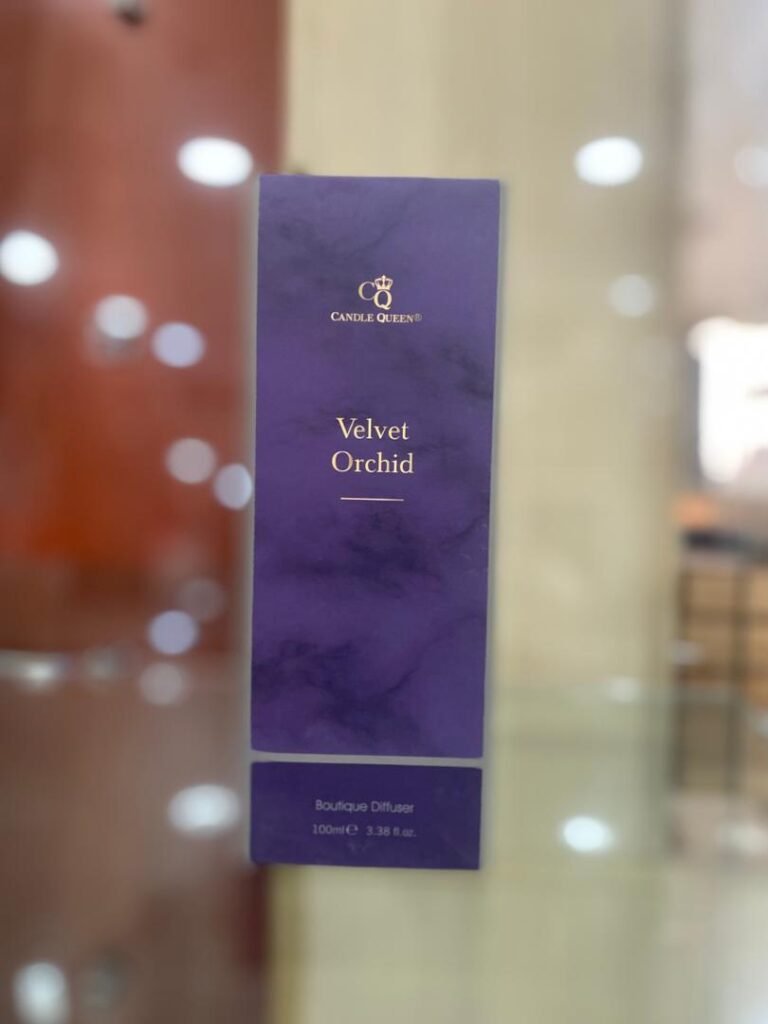 CQ
CANDLE QUEEN®
Velvet
Orchid
Boutique Diffuser
100ml℮ 3.38 fl.oz.